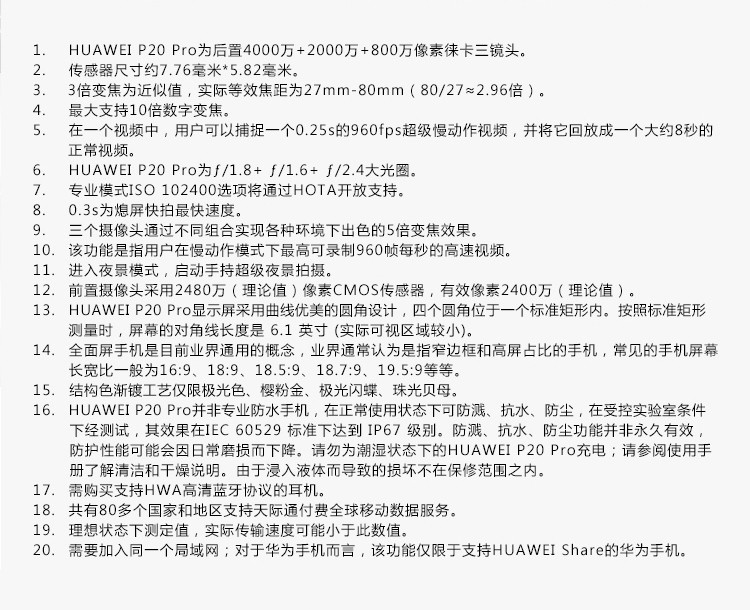 1. HUAWEI P20 Pro为后置4000万+2000万+800万像素徕卡三镜头。
2. 传感器尺寸约7.76毫米*5.82毫米。
3. 3倍变焦为近似值，实际等效焦距为27mm-80mm（80/27≈2.96倍）。
4. 最大支持10倍数字变焦。
5. 在一个视频中，用户可以捕捉一个0.25s的960fps超级慢动作视频，并将它回放成一个大约8秒的
正常视频。
6. HUAWEI P20 Pro为ƒ/1.8+ ƒ/1.6+ ƒ/2.4大光圈。
7. 专业模式ISO 102400选项将通过HOTA开放支持。
8. 0.3s为熄屏快拍最快速度。
9. 三个摄像头通过不同组合实现各种环境下出色的5倍变焦效果。
10. 该功能是指用户在慢动作模式下最高可录制960帧每秒的高速视频。
11. 进入夜景模式，启动手持超级夜景拍摄。
12. 前置摄像头采用2480万（理论值）像素CMOS传感器，有效像素2400万（理论值）。
13. HUAWEI P20 Pro显示屏采用曲线优美的圆角设计，四个圆角位于一个标准矩形内。按照标准矩形
测量时，屏幕的对角线长度是 6.1 英寸 (实际可视区域较小)。
14. 全面屏手机是目前业界通用的概念，业界通常认为是指窄边框和高屏占比的手机，常见的手机屏幕
长宽比一般为16:9、18:9、18.5:9、18.7:9、19.5:9等等。
15. 结构色渐镀工艺仅限极光色、樱粉金、极光闪蝶、珠光贝母。
16. HUAWEI P20 Pro并非专业防水手机，在正常使用状态下可防溅、抗水、防尘，在受控实验室条件
下经测试，其效果在IEC 60529 标准下达到 IP67 级别。防溅、抗水、防尘功能并非永久有效，
防护性能可能会因日常磨损而下降。请勿为潮湿状态下的HUAWEI P20 Pro充电；请参阅使用手
册了解清洁和干燥说明。由于浸入液体而导致的损坏不在保修范围之内。
17. 需购买支持HWA高清蓝牙协议的耳机。
18. 共有80多个国家和地区支持天际通付费全球移动数据服务。
19. 理想状态下测定值，实际传输速度可能小于此数值。
20. 需要加入同一个局域网；对于华为手机而言，该功能仅限于支持HUAWEI Share的华为手机。